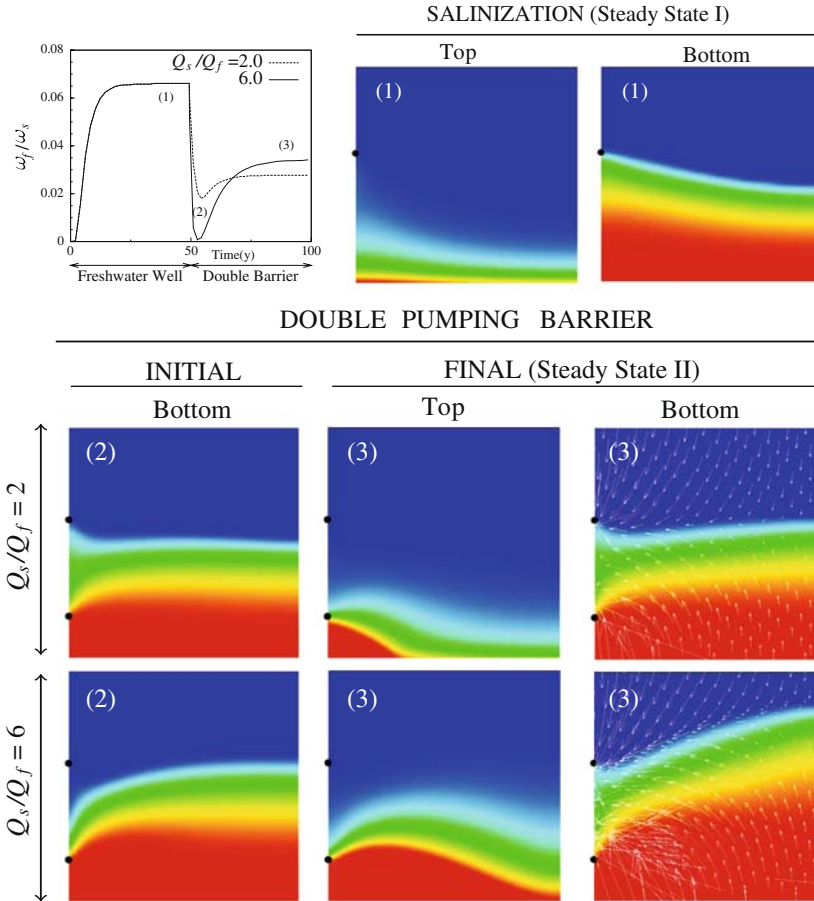 SALINIZATION (Steady State I)
Top
Bottom
(1)
(1)
0.08
0.06
0.04
0.02
0
ω_f/ω_s
Q_s/Q_f =2.0
6.0
(1)
(2)
(3)
0
50
100
Time(y)
Freshwater Well
Double Barrier
DOUBLE PUMPING BARRIER
INITIAL
FINAL (Steady State II)
Bottom
Top
Bottom
Q_s/Q_f = 2
(2)
(3)
(3)
Q_s/Q_f = 6
(2)
(3)
(3)